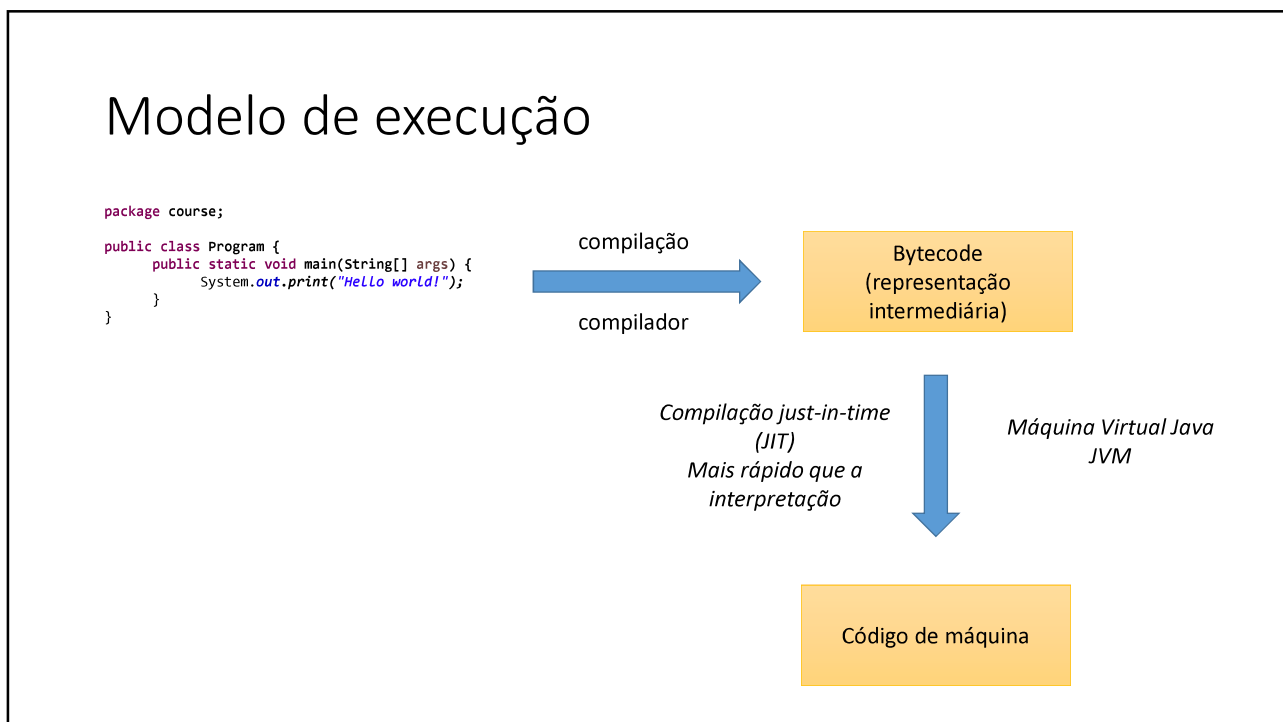 Modelo de execução
package course;
public class Program {
public static void main(String[] args) {
System.out.print("Hello world!");
}
}
compilação
compilador
Bytecode
(representação
intermediária)
Compilação just-in-time
(JIT)
Mais rápido que a
interpretação
Máquina Virtual Java
JVM
Código de máquina